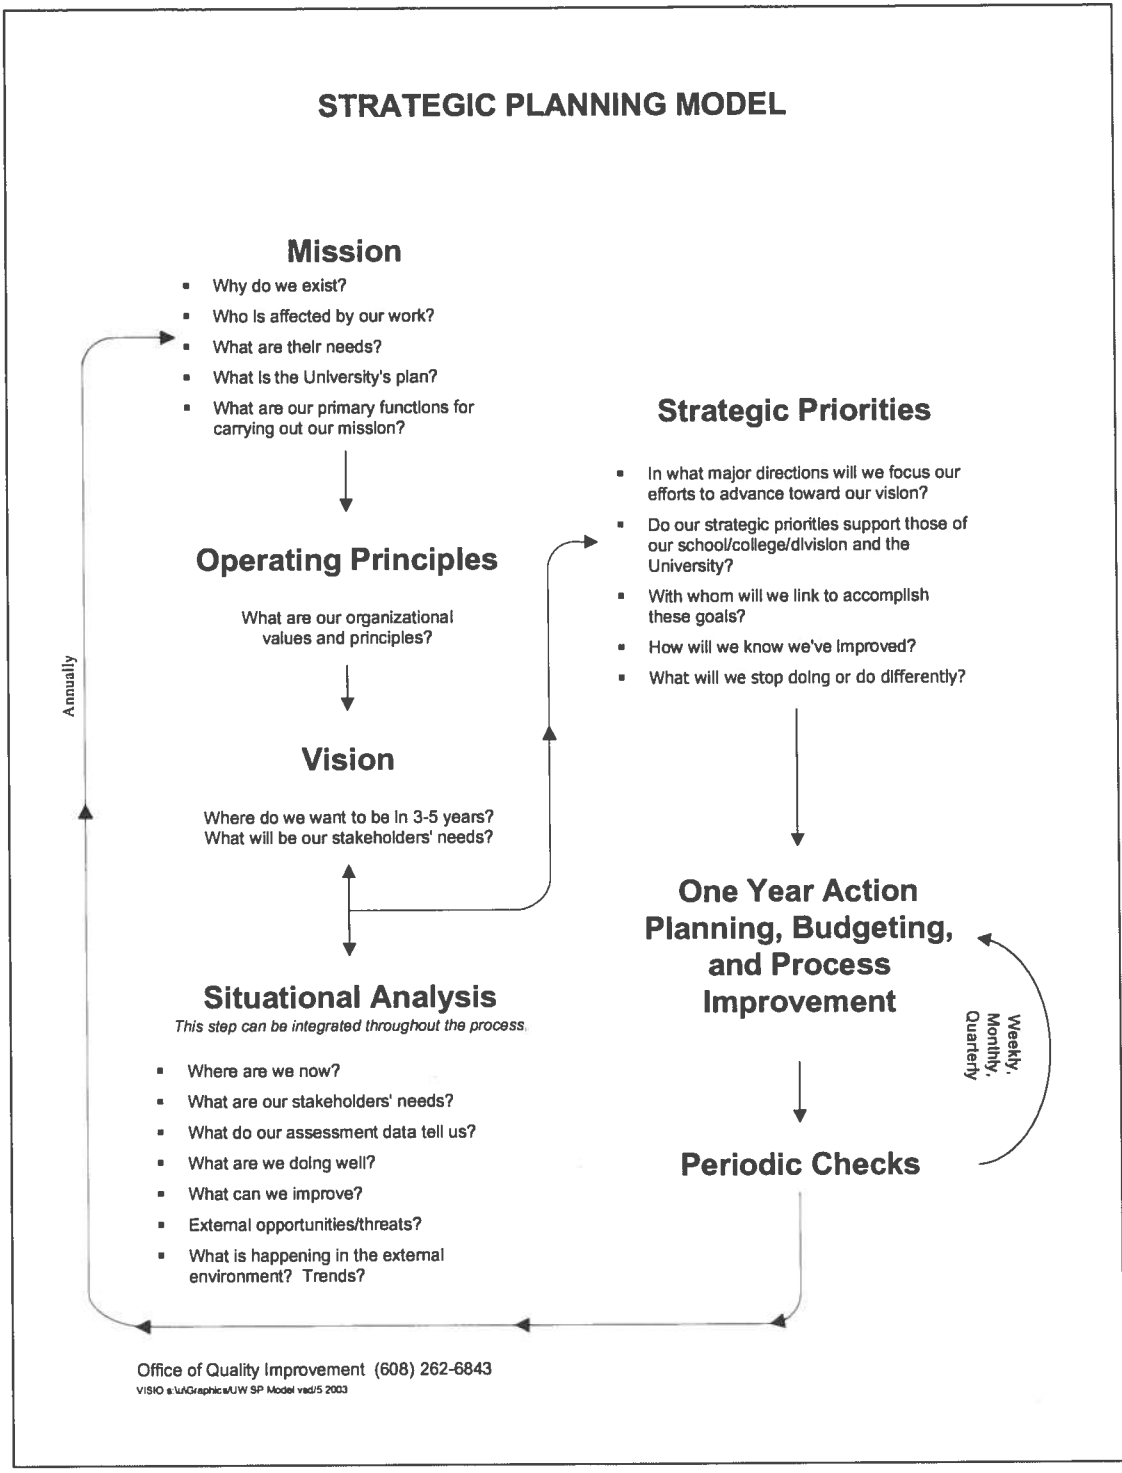 STRATEGIC PLANNING MODEL
Mission
▪ Why do we exist?
▪ Who is affected by our work?
▪ What are their needs?
▪ What is the University's plan?
▪ What are our primary functions for
carrying out our mission?
Operating Principles
What are our organizational
values and principles?
Vision
Where do we want to be in 3-5 years?
What will be our stakeholders' needs?
Situational Analysis
This step can be integrated throughout the process.
▪ Where are we now?
▪ What are our stakeholders' needs?
▪ What do our assessment data tell us?
▪ What are we doing well?
▪ What can we improve?
▪ External opportunities/threats?
▪ What is happening in the external
environment? Trends?
Annually
Strategic Priorities
▪ In what major directions will we focus our
efforts to advance toward our vision?
▪ Do our strategic priorities support those of
our school/college/division and the
University?
▪ With whom will we link to accomplish
these goals?
▪ How will we know we've improved?
▪ What will we stop doing or do differently?
One Year Action
Planning, Budgeting,
and Process
Improvement
Weekly,
Monthly,
Quarterly
Periodic Checks
Office of Quality Improvement (608) 262-6843
VISIO UW SP Model vsd/5 2003